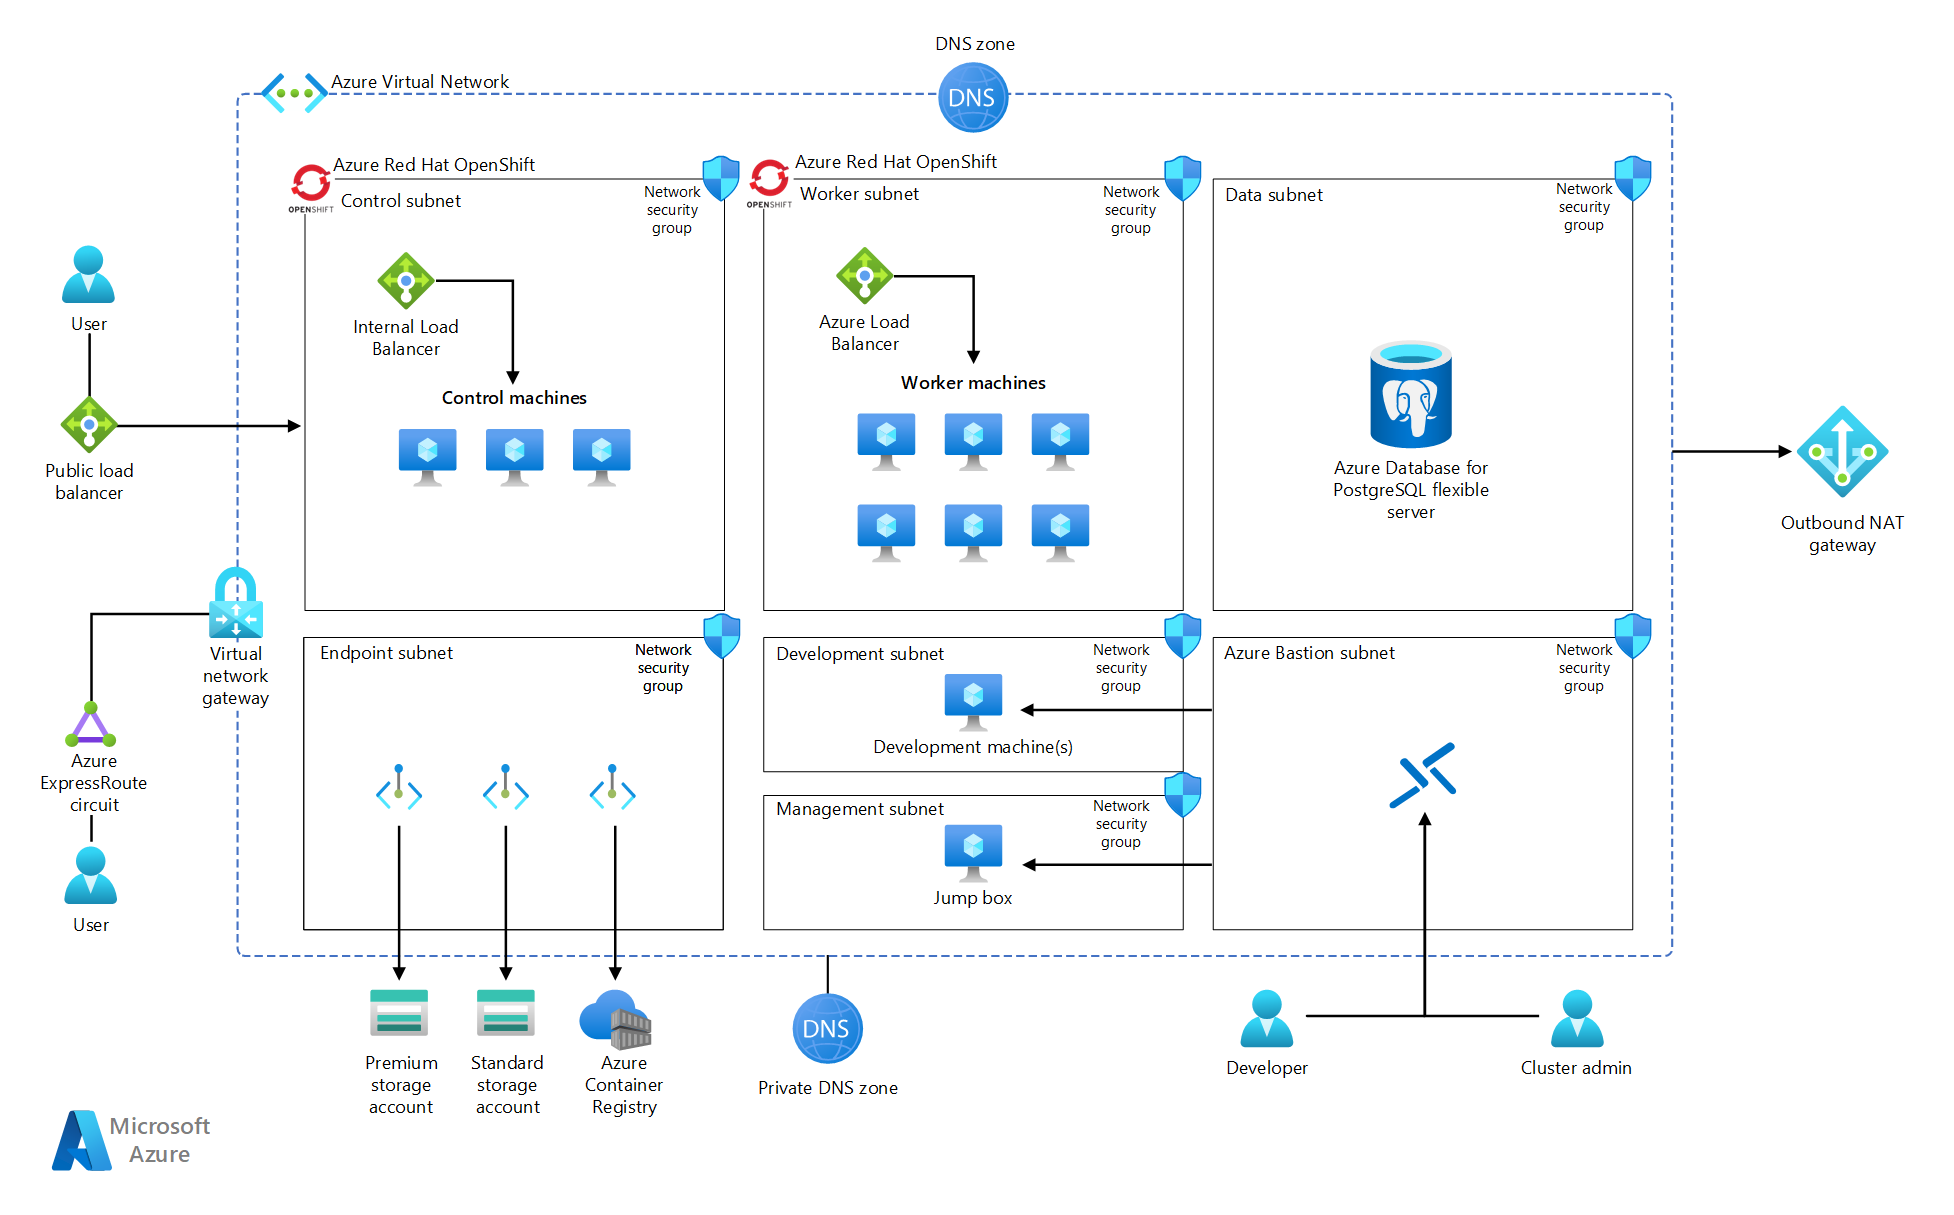 DNS zone
DNS
Azure Virtual Network
Azure Red Hat OpenShift
OPENSHIFT
Control subnet
Network
security
group
Internal Load
Balancer
Control machines
Azure Red Hat OpenShift
OPENSHIFT
Worker subnet
Network
security
group
Azure Load
Balancer
Worker machines
Data subnet
Network
security
group
Azure Database for
PostgreSQL flexible
server
User
Public load
balancer
Outbound NAT
gateway
Virtual
network
gateway
Azure
ExpressRoute
circuit
User
Endpoint subnet
Network
security
group
Development subnet
Network
security
group
Development machine(s)
Management subnet
Network
security
group
Jump box
Azure Bastion subnet
Network
security
group
Premium
storage
account
Standard
storage
account
Azure
Container
Registry
DNS
Private DNS zone
Developer
Cluster admin
Microsoft
Azure